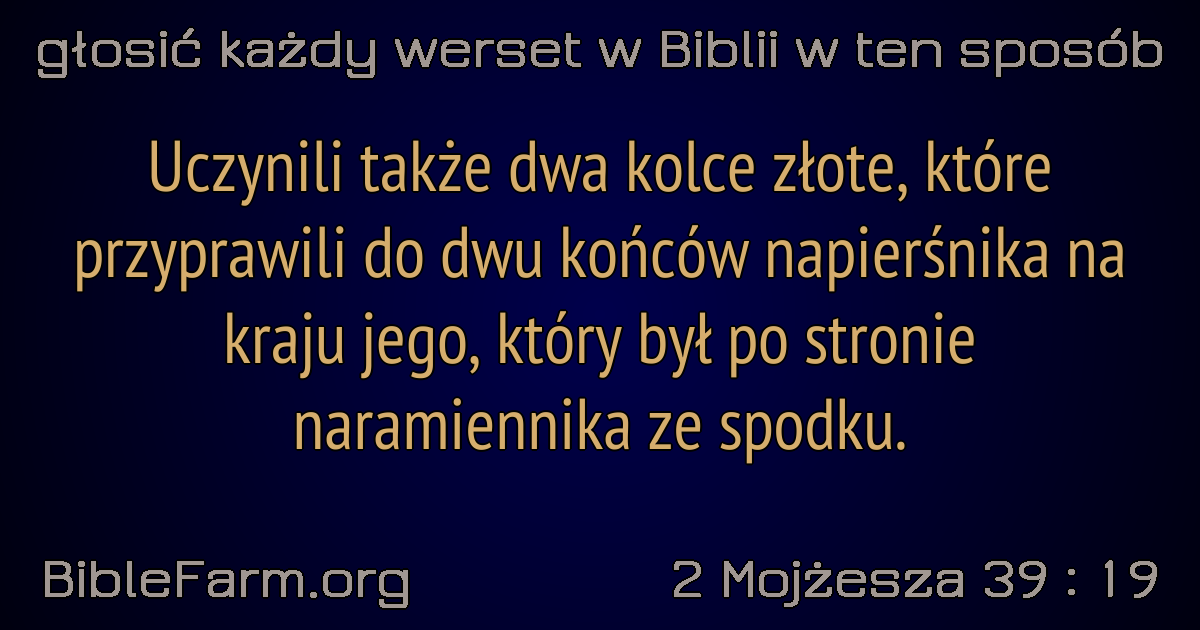 głosić każdy werset w Biblii w ten sposób
Uczynili także dwa kolce złote, które
przyprawili do dwu końców napierśnika na
kraju jego, który był po stronie
naramiennika ze spodku.
BibleFarm.org
2 Mojżesza 39 : 19